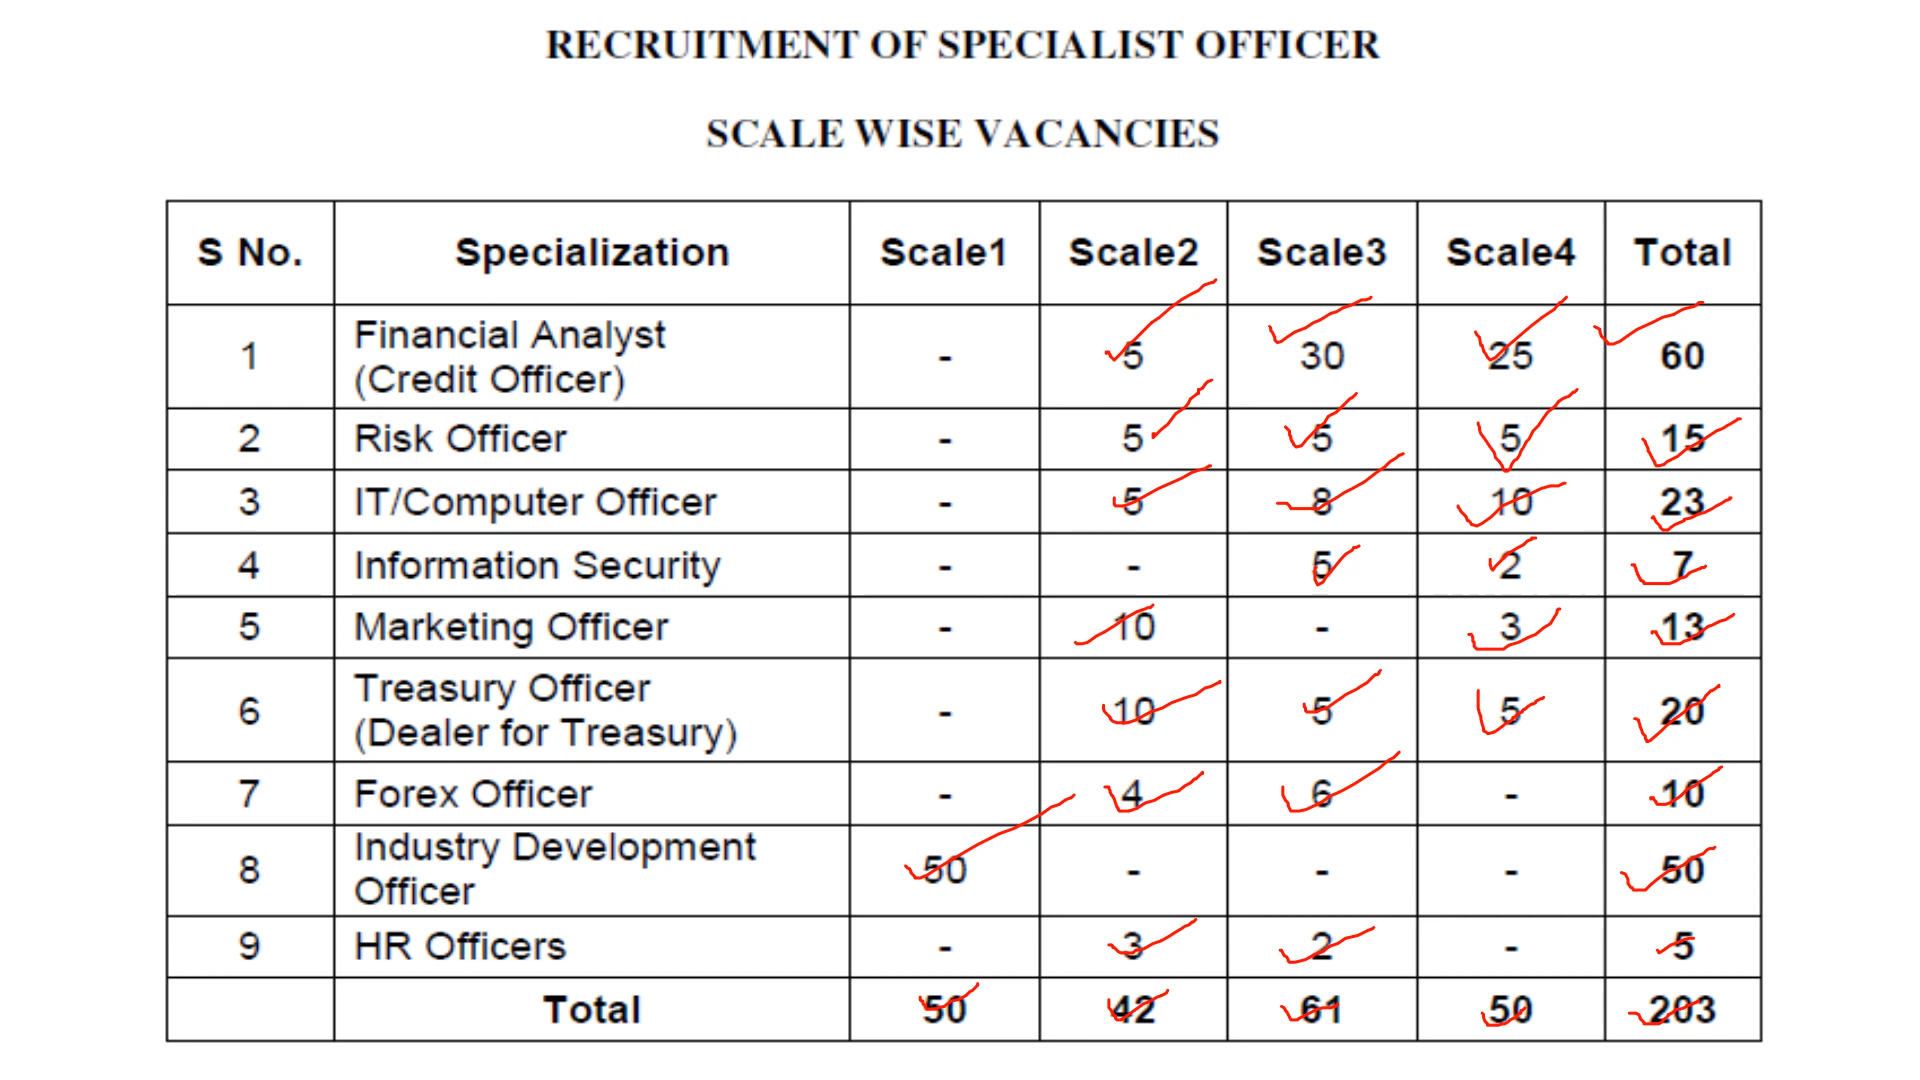 RECRUITMENT OF SPECIALIST OFFICER
SCALE WISE VACANCIES
S No. Specialization Scale1 Scale2 Scale3 Scale4 Total
1 Financial Analyst (Credit Officer) - 5 30 25 60
2 Risk Officer - 5 5 5 15
3 IT/Computer Officer - 5 8 10 23
4 Information Security - - 5 2 7
5 Marketing Officer - 10 - 3 13
6 Treasury Officer (Dealer for Treasury) - 10 5 5 20
7 Forex Officer - 4 6 - 10
8 Industry Development Officer 50 - - - 50
9 HR Officers - 3 2 - 5
Total 50 42 61 50 203